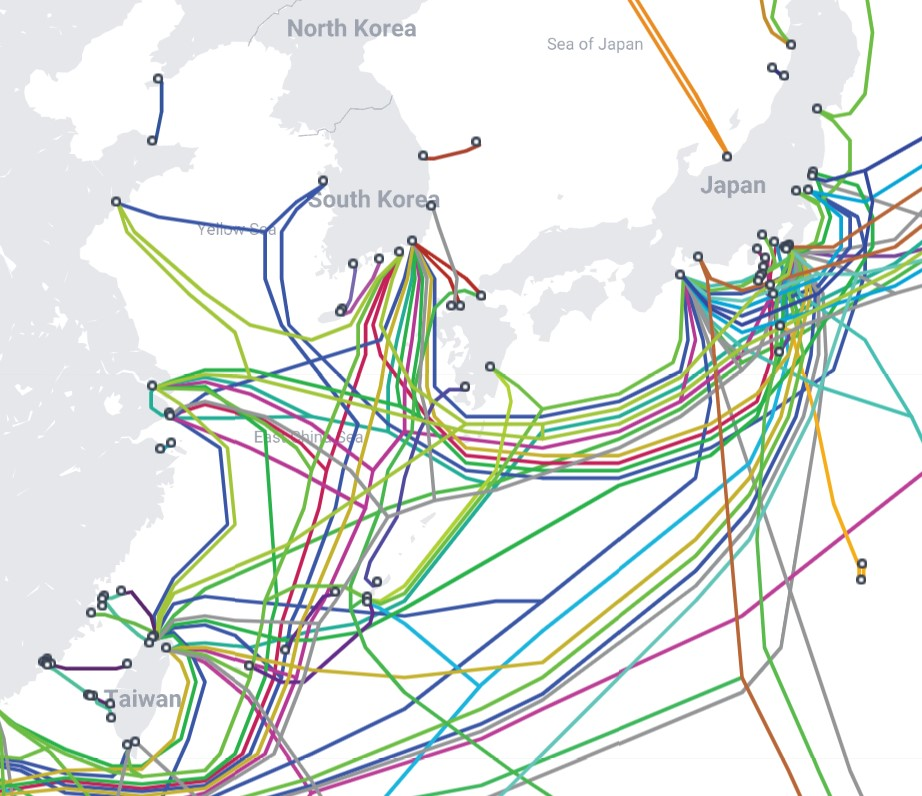 North Korea
Sea of Japan
Japan
South Korea
Yellow Sea
East China Sea
Taiwan